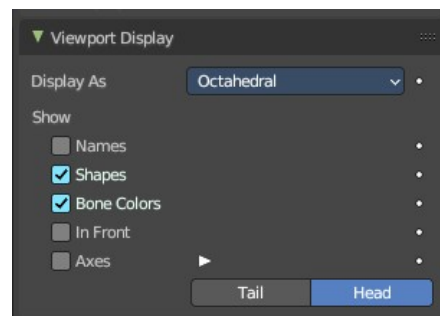 Viewport Display
Display As Octahedral
Show
Names
Shapes
Bone Colors
In Front
Axes
Tail Head